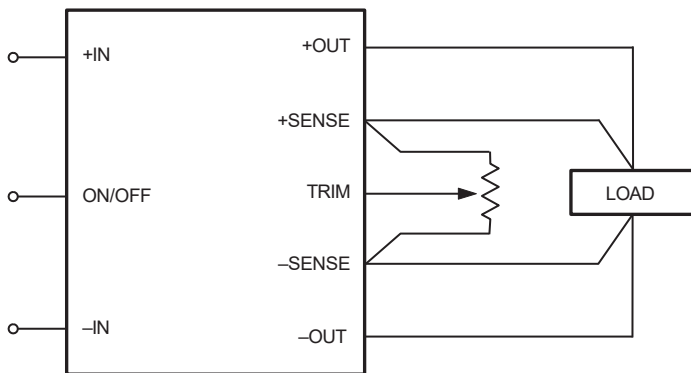 +IN
+OUT
+SENSE
ON/OFF
TRIM
LOAD
–SENSE
–IN
–OUT